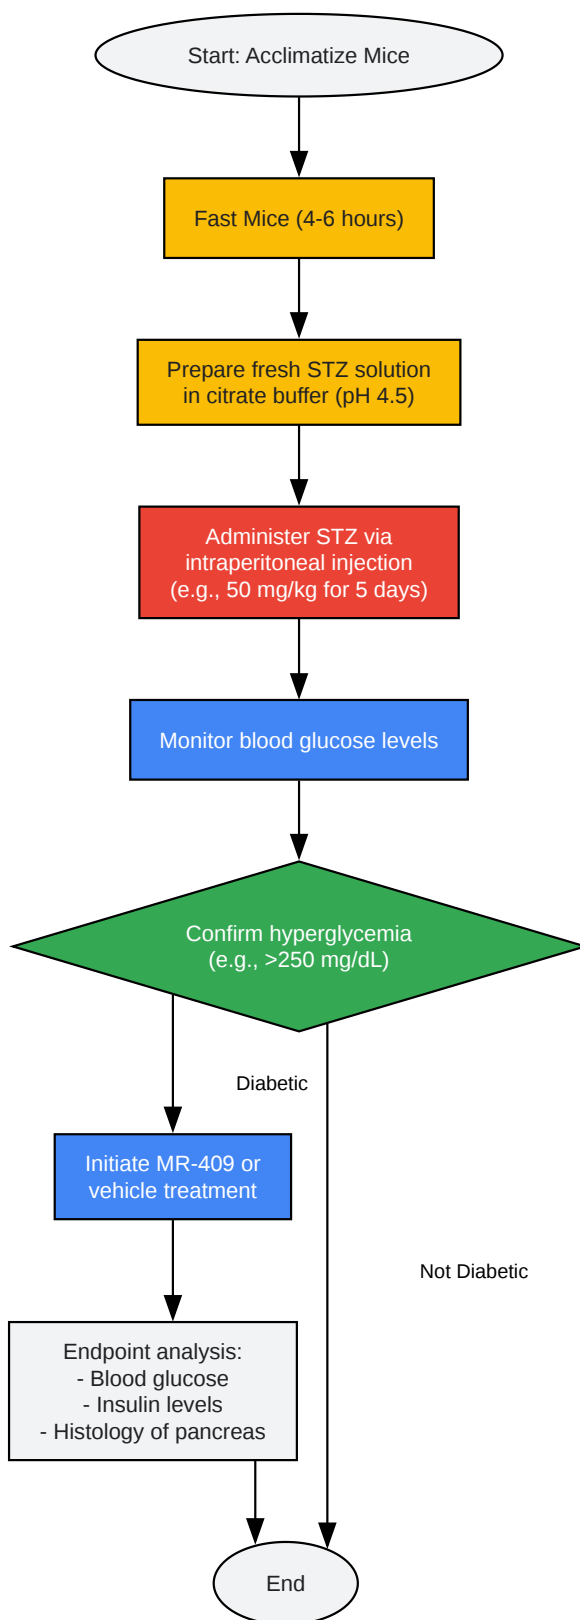 Start: Acclimatize Mice
Fast Mice (4-6 hours)
Prepare fresh STZ solution
in citrate buffer (pH 4.5)
Administer STZ via
intraperitoneal injection
(e.g., 50 mg/kg for 5 days)
Monitor blood glucose levels
Confirm hyperglycemia
(e.g., >250 mg/dL)
Diabetic
Initiate MR-409 or
vehicle treatment
Not Diabetic
Endpoint analysis:
- Blood glucose
- Insulin levels
- Histology of pancreas
End